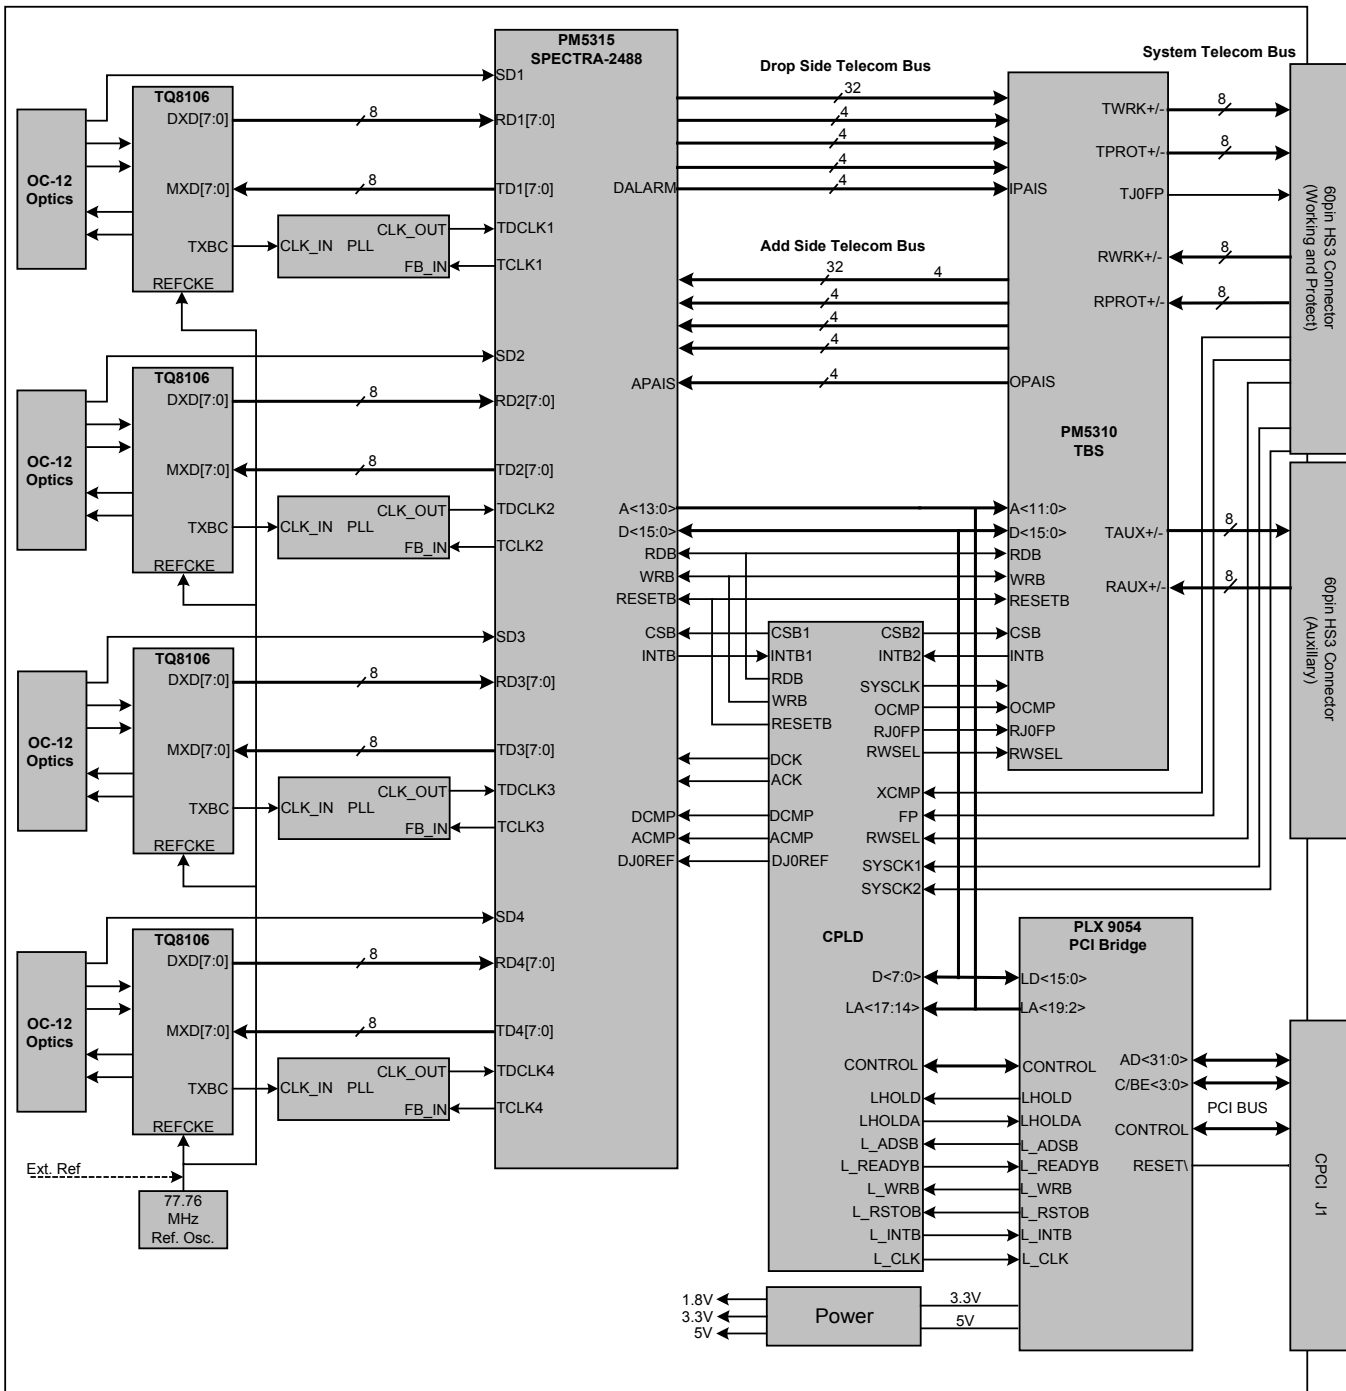 PM5315
SPECTRA-2488
Drop Side Telecom Bus
System Telecom Bus
OC-12
Optics
TQ8106
DXD[7:0]
MXD[7:0]
TXBC
REFCKE
8
8
CLK_IN PLL
CLK_OUT
FB_IN
SD1
RD1[7:0]
TD1[7:0]
TDCLK1
TCLK1
OC-12
Optics
TQ8106
DXD[7:0]
MXD[7:0]
TXBC
REFCKE
8
8
CLK_IN PLL
CLK_OUT
FB_IN
SD2
RD2[7:0]
TD2[7:0]
TDCLK2
TCLK2
OC-12
Optics
TQ8106
DXD[7:0]
MXD[7:0]
TXBC
REFCKE
8
8
CLK_IN PLL
CLK_OUT
FB_IN
SD3
RD3[7:0]
TD3[7:0]
TDCLK3
TCLK3
OC-12
Optics
TQ8106
DXD[7:0]
MXD[7:0]
TXBC
REFCKE
8
8
CLK_IN PLL
CLK_OUT
FB_IN
SD4
RD4[7:0]
TD4[7:0]
TDCLK4
TCLK4
Ext. Ref
77.76
MHz
Ref. Osc.
32
4
4
4
4
DALARM
IPAIS
Add Side Telecom Bus
32
4
4
4
4
4
APAIS
OPAIS
A<13:0>
D<15:0>
RDB
WRB
RESETB
CSB
INTB
DCMP
ACMP
DJ0REF
PM5310
TBS
A<11:0>
D<15:0>
RDB
WRB
RESETB
CSB
INTB
OCMP
RJ0FP
RWSEL
TWRK+/-
TPROT+/-
TJ0FP
RWRK+/-
RPROT+/-
TAUX+/-
RAUX+/-
8
8
8
8
8
8
60pin HS3 Connector
(Working and Protect)
60pin HS3 Connector
(Auxillary)
CSB1
INTB1
RDB
WRB
RESETB
DCK
ACK
DCMP
ACMP
DJ0REF
CPLD
CSB2
INTB2
SYSCLK
OCMP
RJ0FP
RWSEL
XCMP
FP
RWSEL
SYSCK1
SYSCK2
D<7:0>
LA<17:14>
CONTROL
LHOLD
LHOLDA
L_ADSB
L_READYB
L_WRB
L_RSTOB
L_INTB
L_CLK
PLX 9054
PCI Bridge
LD<15:0>
LA<19:2>
CONTROL
LHOLD
LHOLDA
L_ADSB
L_READYB
L_WRB
L_RSTOB
L_INTB
L_CLK
AD<31:0>
C/BE<3:0>
PCI BUS
CONTROL
RESET\
CPCI J1
1.8V
3.3V
5V
Power
3.3V
5V